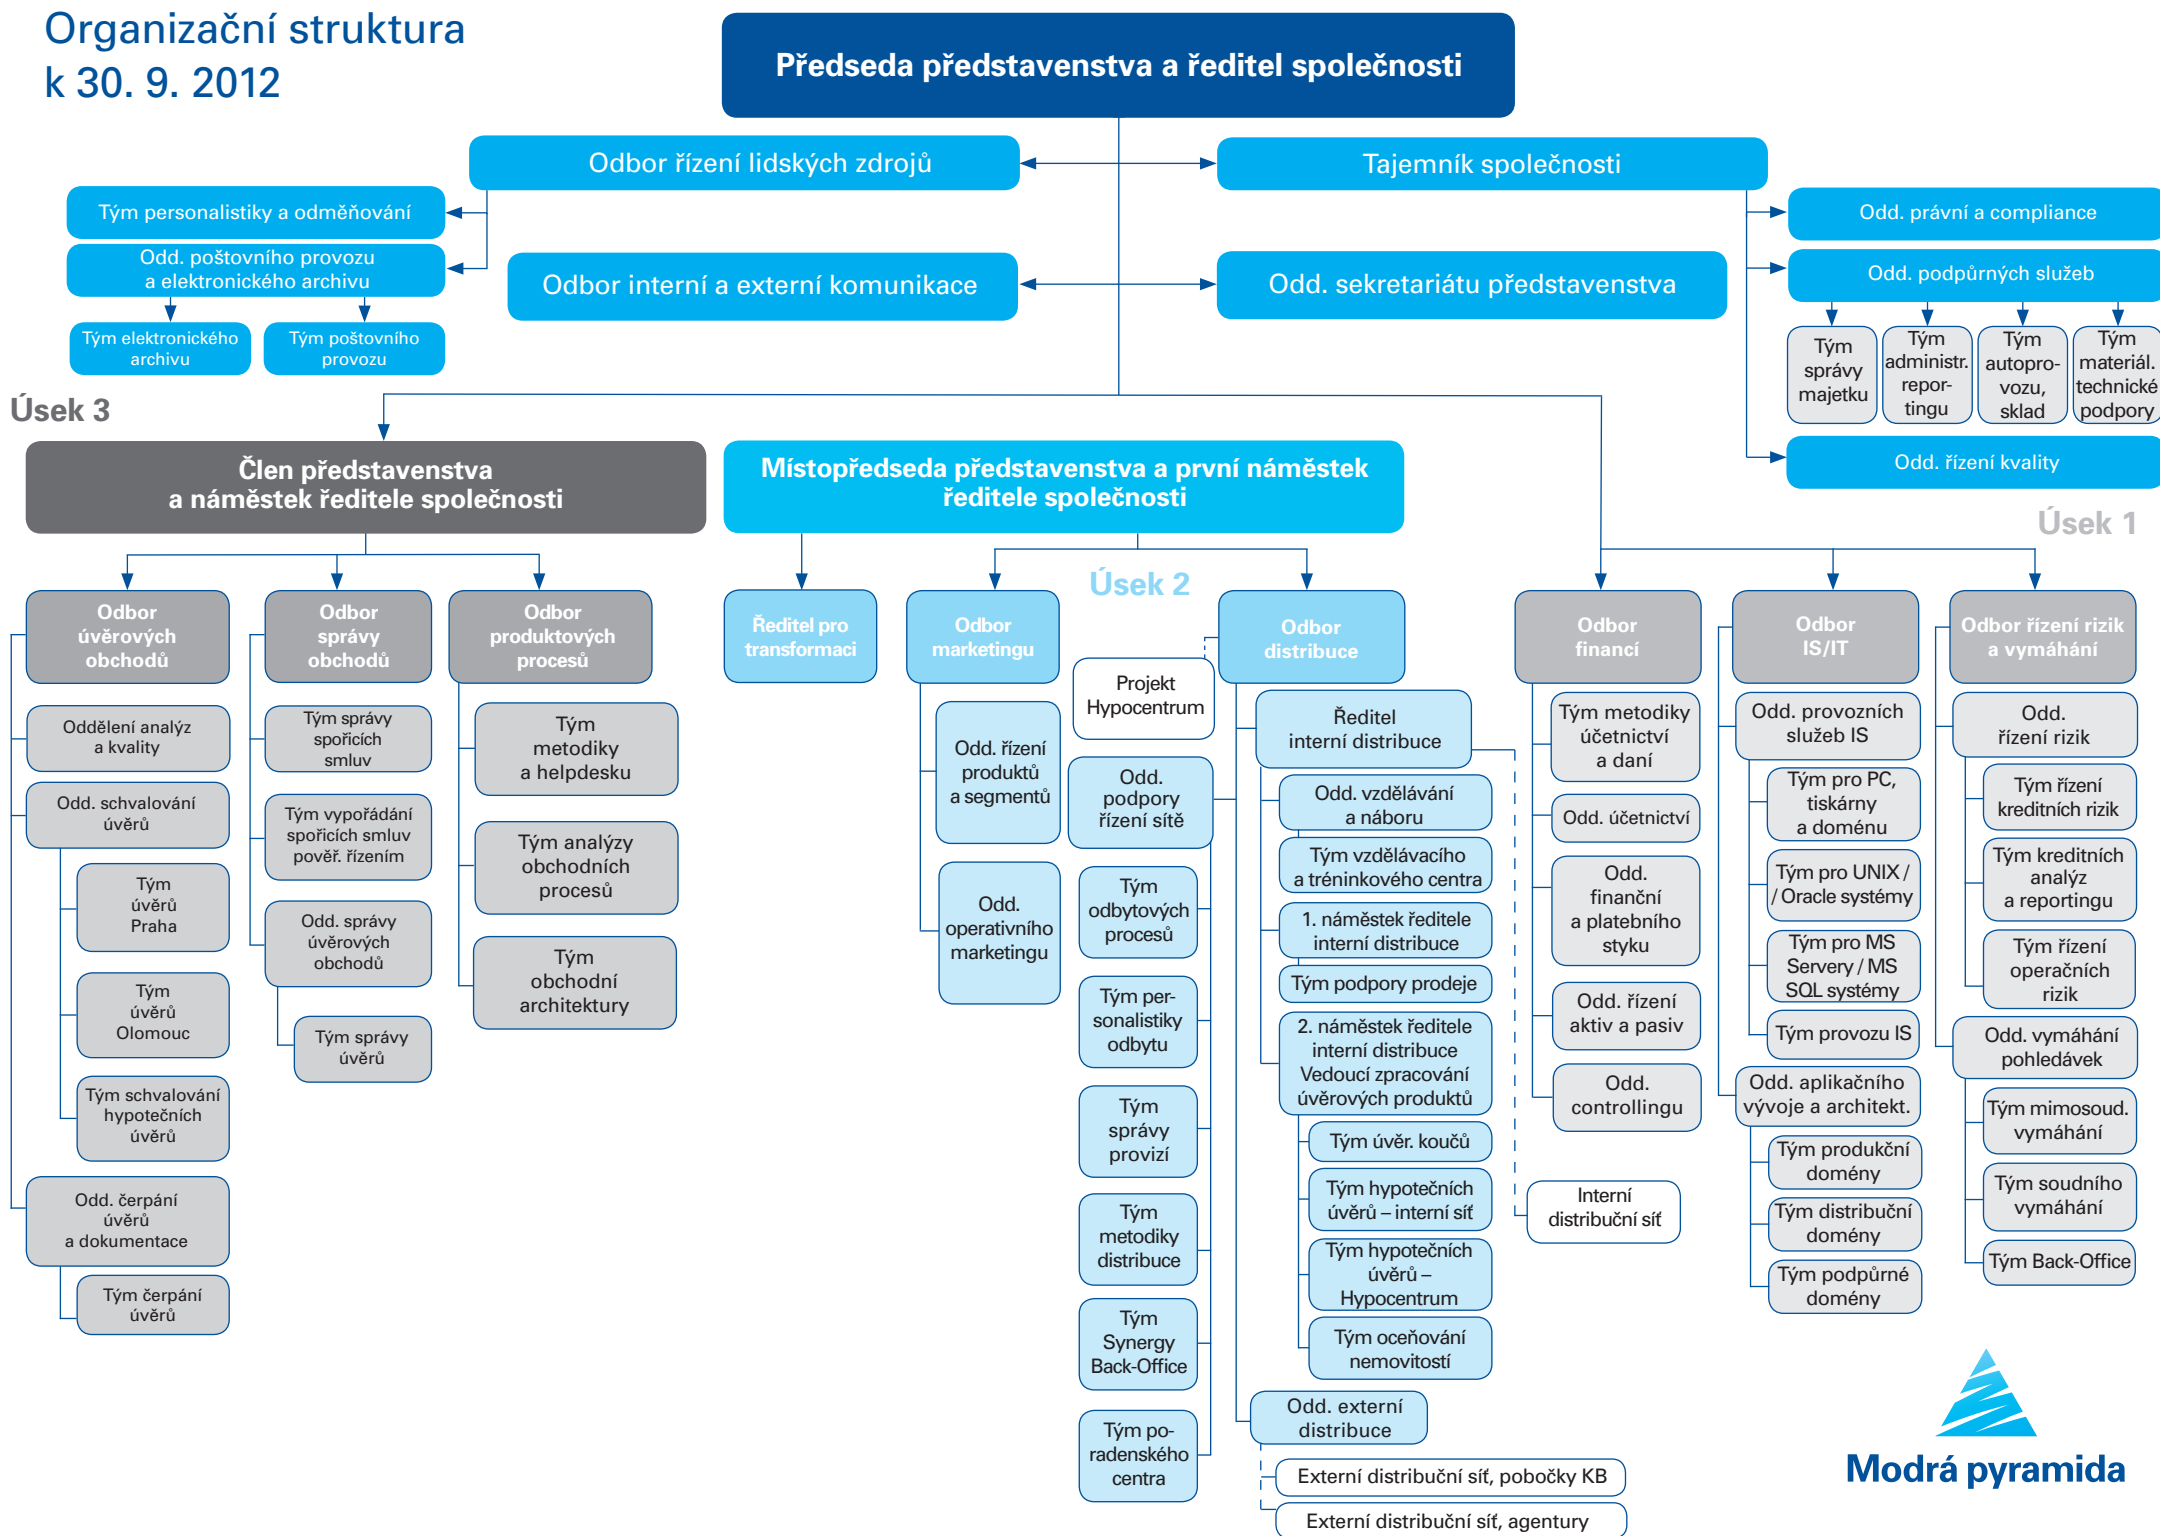 Organizační struktura
k 30. 9. 2012
Předseda představenstva a ředitel společnosti
Odbor řízení lidských zdrojů
Tajemník společnosti
Tým personalistiky a odměňování
Odd. poštovního provozu
a elektronického archivu
Tým elektronického
archivu
Tým poštovního
provozu
Odbor interní a externí komunikace
Odd. sekretariátu představenstva
Odd. právní a compliance
Odd. podpůrných služeb
Tým
správy
majetku
Tým
administr.
repor-
tingu
Tým
autopro-
vozu,
sklad
Tým
materiál.
technické
podpory
Odd. řízení kvality
Úsek 3
Člen představenstva
a náměstek ředitele společnosti
Místopředseda představenstva a první náměstek
ředitele společnosti
Úsek 1
Úsek 2
Odbor
úvěrových
obchodů
Oddělení analýz
a kvality
Odd. schvalování
úvěrů
Tým
úvěrů
Praha
Tým
úvěrů
Olomouc
Tým schvalování
hypotečních
úvěrů
Odd. čerpání
úvěrů
a dokumentace
Tým čerpání
úvěrů
Odbor
správy
obchodů
Tým správy
spořicích
smluv
Tým vypořádání
spořicích smluv
pověř. řízením
Odd. správy
úvěrových
obchodů
Tým správy
úvěrů
Odbor
produktových
procesů
Tým
metodiky
a helpdesku
Tým analýzy
obchodních
procesů
Tým
obchodní
architektury
Ředitel pro
transformaci
Odbor
marketingu
Odd. řízení
produktů
a segmentů
Odd.
operativního
marketingu
Odbor
distribuce
Projekt
Hypocentrum
Odd.
podpory
řízení sítě
Tým
odbytových
procesů
Tým per-
sonalistiky
odbytu
Tým
správy
provizí
Tým
metodiky
distribuce
Tým
Synergy
Back-Office
Tým po-
radenského
centra
Ředitel
interní distribuce
Odd. vzdělávání
a náboru
Tým vzdělávacího
a tréninkového centra
1. náměstek ředitele
interní distribuce
Tým podpory prodeje
2. náměstek ředitele
interní distribuce
Vedoucí zpracování
úvěrových produktů
Tým úvěr. koučů
Tým hypotečních
úvěrů – interní síť
Tým hypotečních
úvěrů –
Hypocentrum
Tým oceňování
nemovitostí
Odd. externí
distribuce
Externí distribuční síť, pobočky KB
Externí distribuční síť, agentury
Interní
distribuční síť
Odbor
financí
Tým metodiky
účetnictví
a daní
Odd. účetnictví
Odd.
finanční
a platebního
styku
Odd. řízení
aktiv a pasiv
Odd.
controllingu
Odbor
IS/IT
Odd. provozních
služeb IS
Tým pro PC,
tiskárny
a doménu
Tým pro UNIX /
/ Oracle systémy
Tým pro MS
Servery / MS
SQL systémy
Tým provozu IS
Odd. aplikačního
vývoje a architekt.
Tým produkční
domény
Tým distribuční
domény
Tým podpůrné
domény
Odbor řízení rizik
a vymáhání
Odd.
řízení rizik
Tým řízení
kreditních rizik
Tým kreditních
analýz
a reportingu
Tým řízení
operačních
rizik
Odd. vymáhání
pohledávek
Tým mimosoud.
vymáhání
Tým soudního
vymáhání
Tým Back-Office
Modrá pyramida